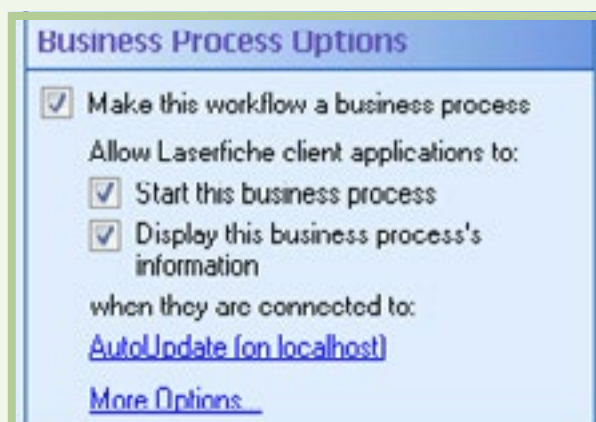 Business Process Options
Make this workflow a business process
Allow Laserfiche client applications to:
Start this business process
Display this business process's
information
when they are connected to:
AutoUpdate (on localhost)
More Options...